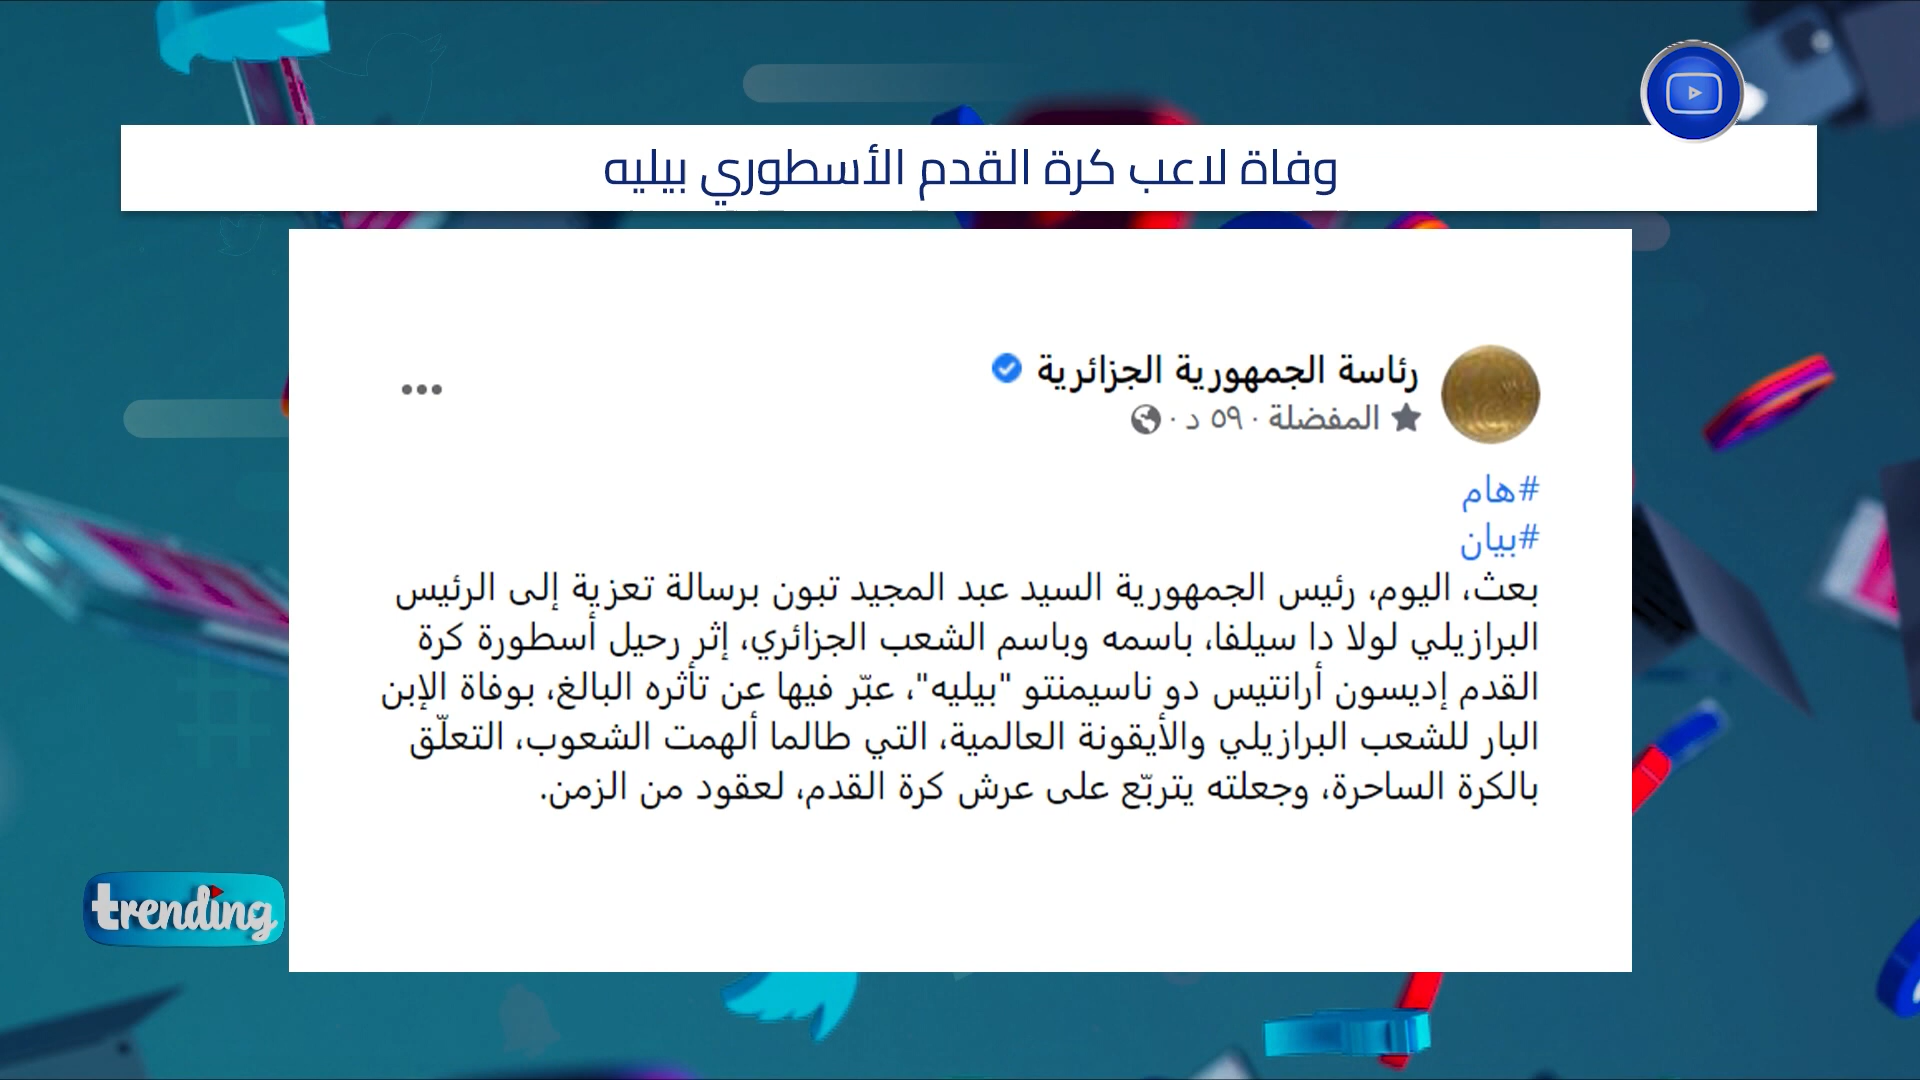 وفاة لاعب كرة القدم الأسطوري بيليه
رئاسة الجمهورية الجزائرية
المفضلة · ٥٩ د ·
#هام
#بيان
بعث، اليوم، رئيس الجمهورية السيد عبد المجيد تبون برسالة تعزية إلى الرئيس
البرازيلي لولا دا سيلفا، باسمه وباسم الشعب الجزائري، إثر رحيل أسطورة كرة
القدم إديسون أرانتيس دو ناسيمنتو "بيليه"، عبّر فيها عن تأثره البالغ، بوفاة الإبن
البار للشعب البرازيلي والأيقونة العالمية، التي طالما ألهمت الشعوب، التعلّق
بالكرة الساحرة، وجعلته يتربّع على عرش كرة القدم، لعقود من الزمن.
trending